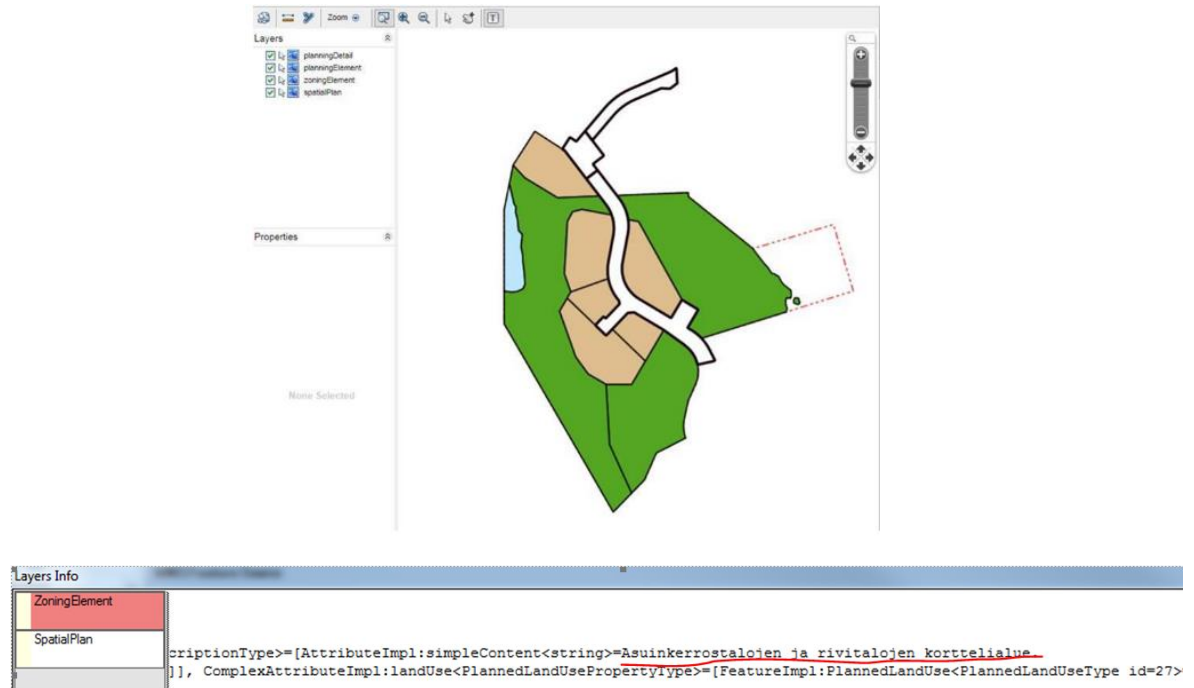 Zoom
T
Layers
planningDetail
planningElement
zoningElement
spatialPlan
Properties
None Selected
Layers Info
ZoningElement
SpatialPlan
criptionType>=[AttributeImpl:simpleContent<string>=Asuinkerrostalojen ja rivitalojen korttelialue.
]], ComplexAttributeImpl:landUse<PlannedLandUsePropertyType>=[FeatureImpl:PlannedLandUse<PlannedLandUseType id=27>